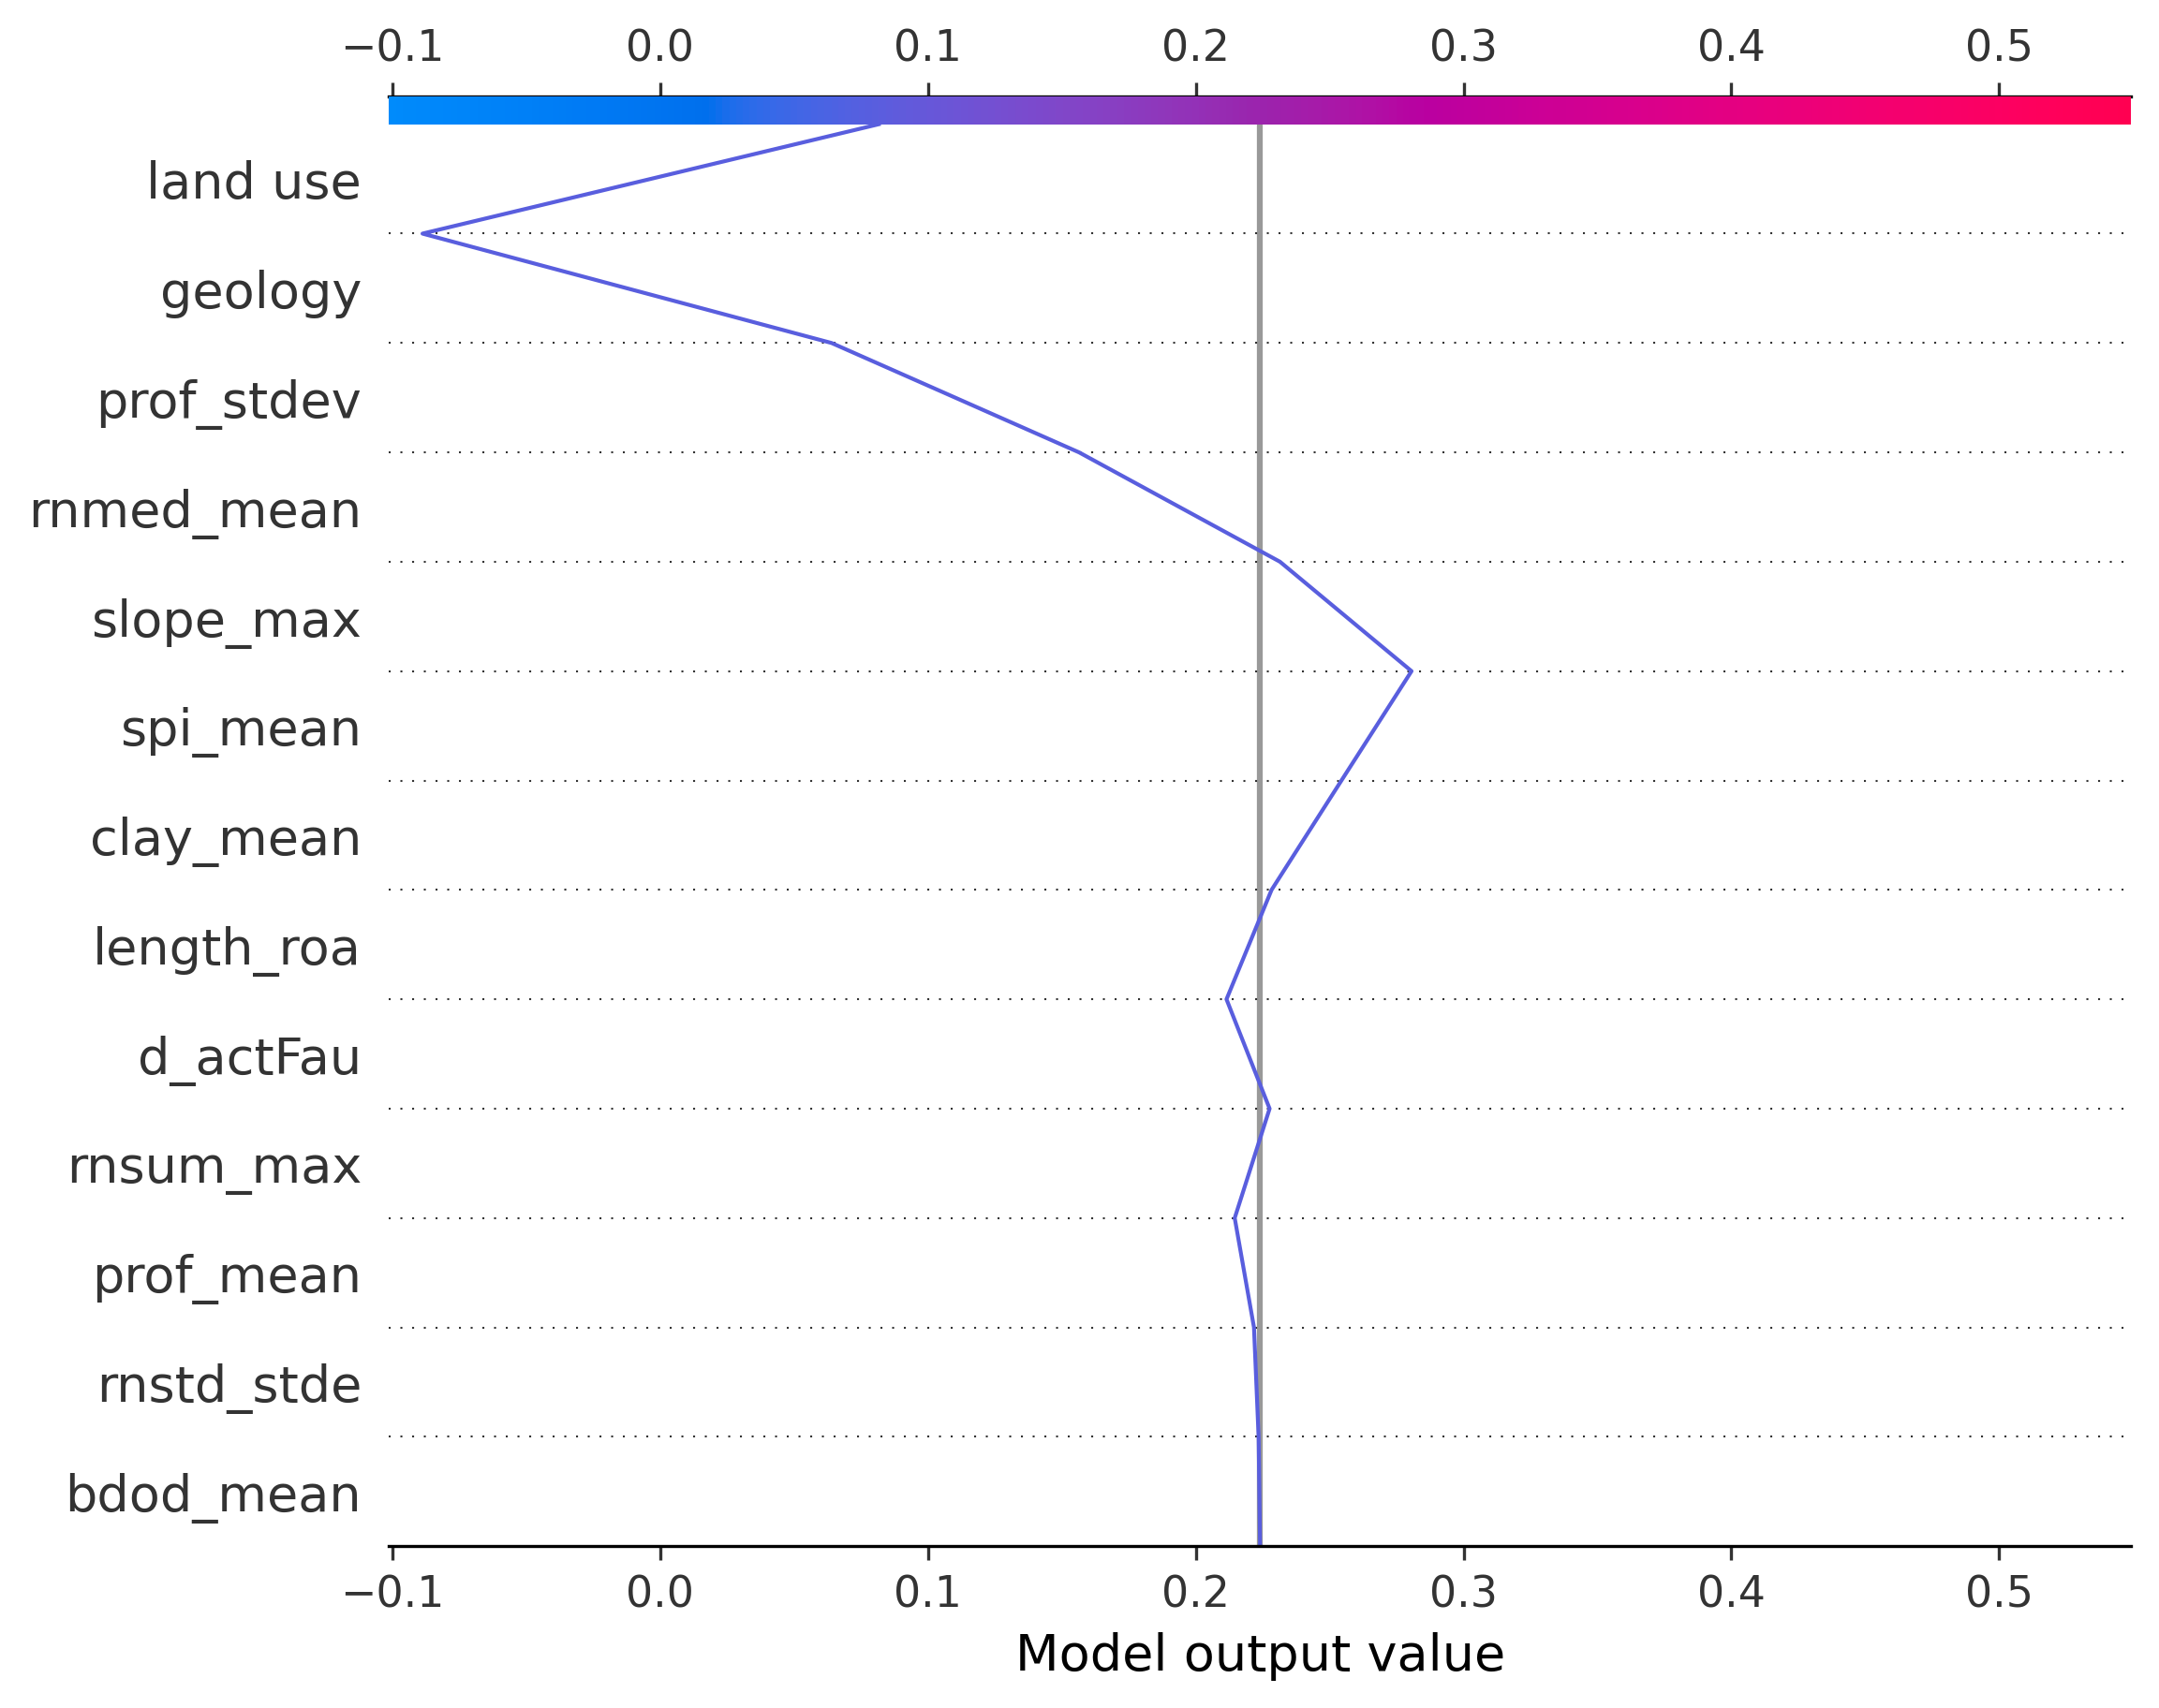 −0.1 0.0 0.1 0.2 0.3 0.4 0.5
land use
geology
prof_stdev
rnmed_mean
slope_max
spi_mean
clay_mean
length_roa
d_actFau
rnsum_max
prof_mean
rnstd_stde
bdod_mean
−0.1 0.0 0.1 0.2 0.3 0.4 0.5
Model output value